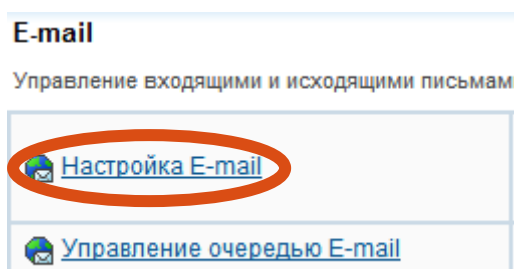 E-mail
Управление входящими и исходящими письмам
Настройка E-mail
Управление очередью E-mail